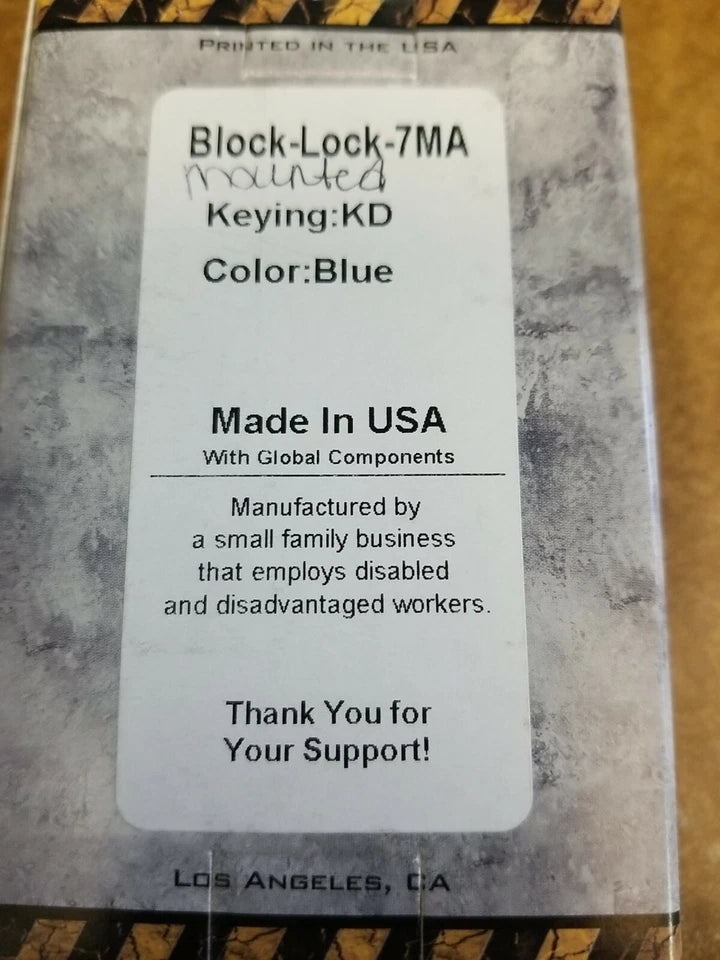 PRINTED IN THE USA
Block-Lock-7MA
mounted
Keying:KD
Color:Blue
Made In USA
With Global Components
Manufactured by
a small family business
that employs disabled
and disadvantaged workers.
Thank You for
Your Support!
LOS ANGELES, CA